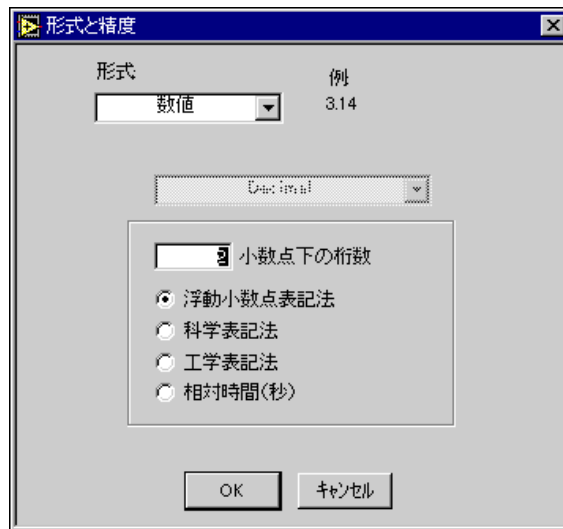 形式と精度
形式
例
数値
3.14
Decimal
2 小数点下の桁数
浮動小数点表記法
科学表記法
工学表記法
相対時間(秒)
OK
キャンセル